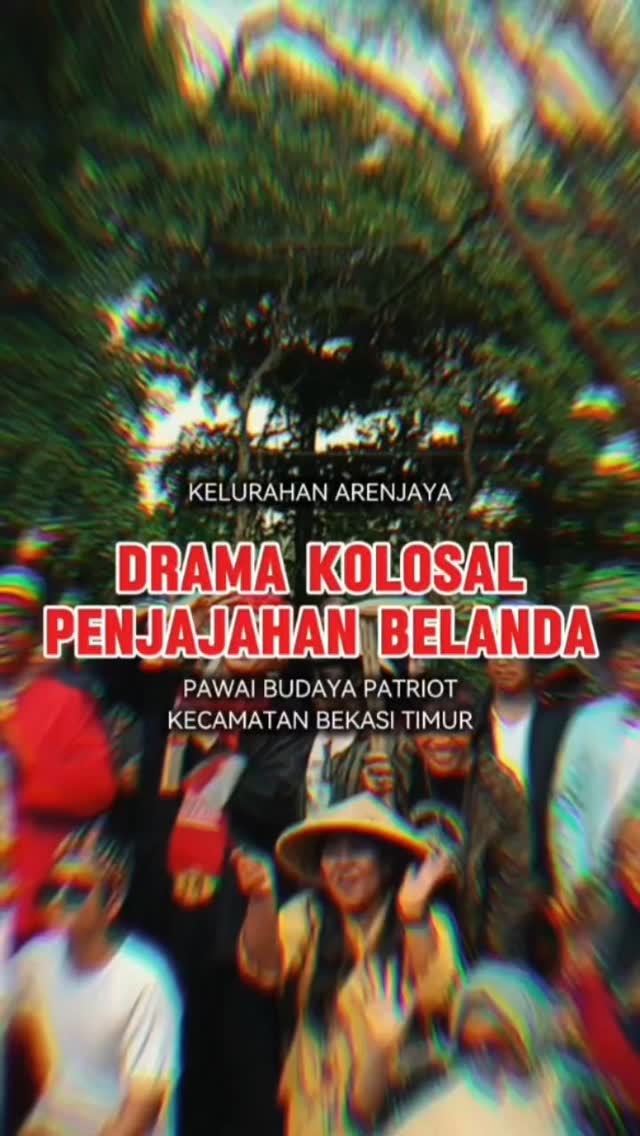 KELURAHAN ARENJAYA
DRAMA KOLOSAL
PENJAJAHAN BELANDA
PAWAI BUDAYA PATRIOT
KECAMATAN BEKASI TIMUR